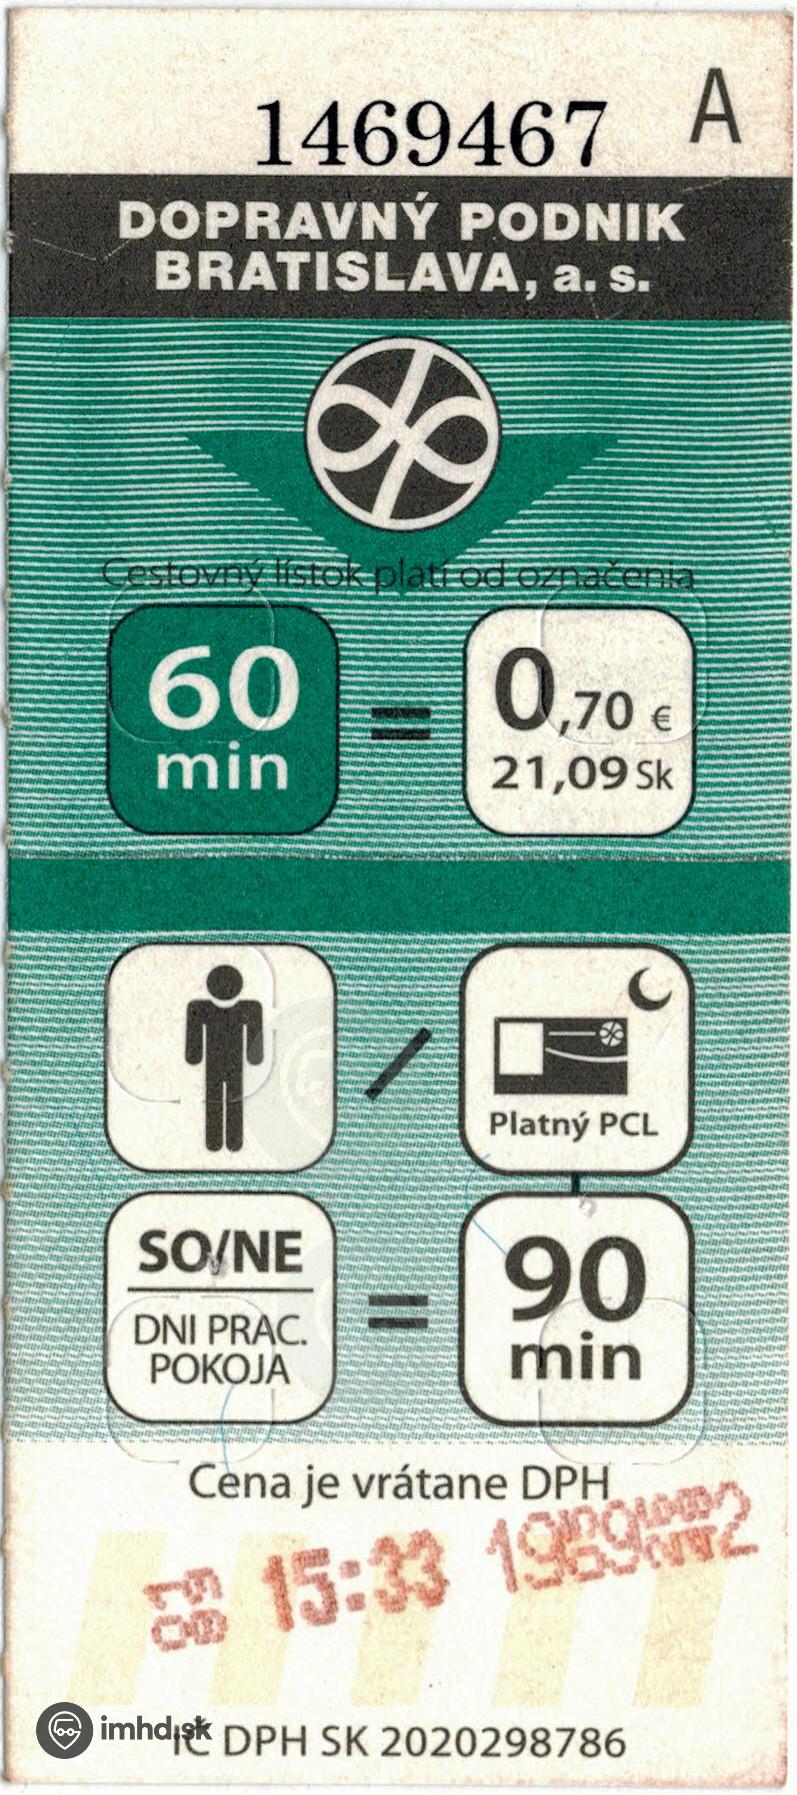 1469467 A
DOPRAVNÝ PODNIK
BRATISLAVA, a. s.
Cestovný lístok platí od označenia
60
min
=
0,70 €
21,09 Sk
/
Platný PCL
SO/NE
DNI PRAC.
POKOJA
=
90
min
Cena je vrátane DPH
15:33
imhd.sk
IČ DPH SK 2020298786